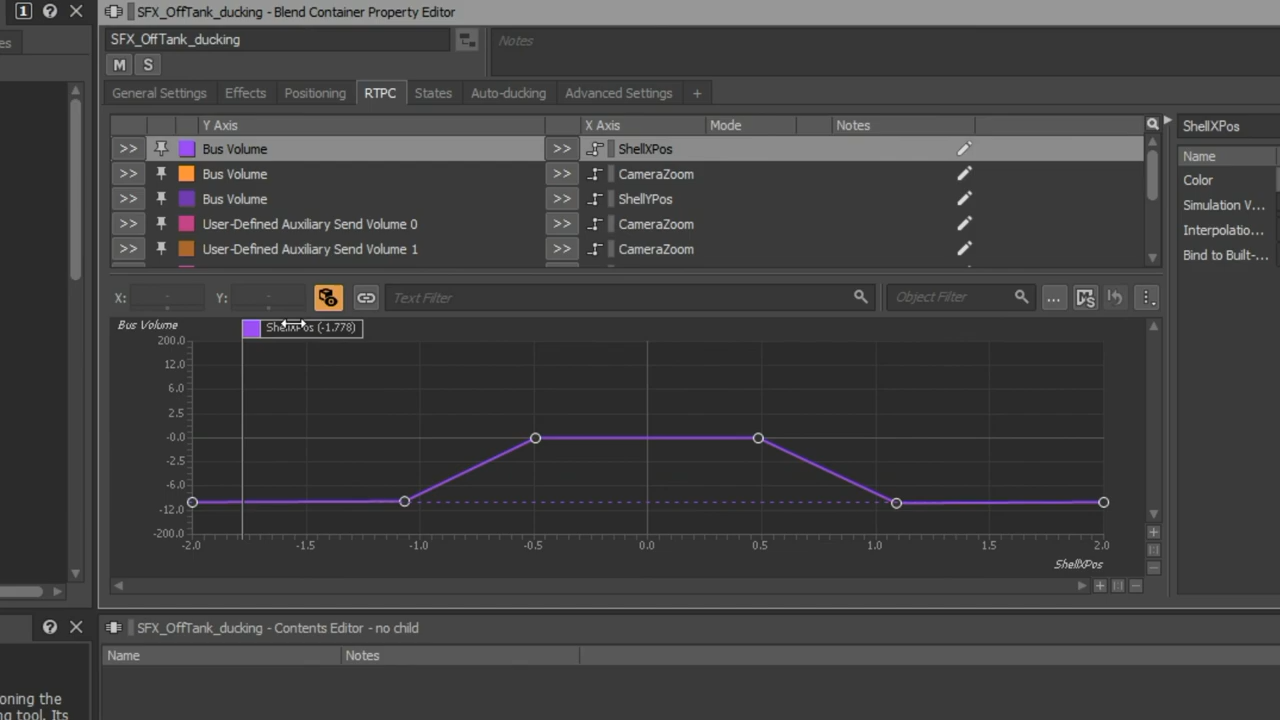 1 ? SFX_OffTank_ducking - Blend Container Property Editor
es
SFX_OffTank_ducking
Notes
M S
General Settings Effects Positioning RTPC States Auto-ducking Advanced Settings +
Y Axis X Axis Mode Notes
>> Bus Volume >> ShellXPos
>> Bus Volume >> CameraZoom
>> Bus Volume >> ShellYPos
>> User-Defined Auxiliary Send Volume 0 >> CameraZoom
>> User-Defined Auxiliary Send Volume 1 >> CameraZoom
ShellXPos
Name
Color
Simulation V...
Interpolatio...
Bind to Built-...
X: - Y: - Text Filter Object Filter ... MS
Bus Volume
ShellXPos (-1.778)
200.0
12.0
6.0
2.5
-0.0
-2.5
-6.0
-12.0
-200.0
-2.0 -1.5 -1.0 -0.5 0.0 0.5 1.0 1.5 2.0
ShellXPos
? SFX_OffTank_ducking - Contents Editor - no child
Name Notes
oning the
ng tool. Its